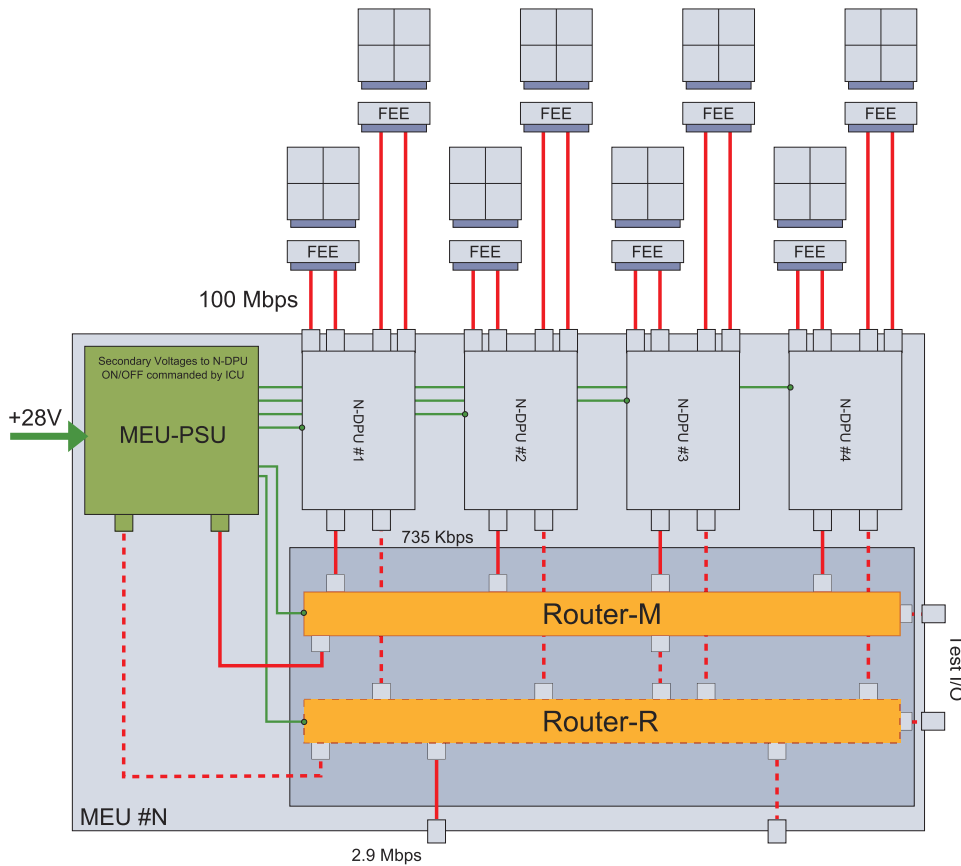 FEE FEE FEE FEE
FEE FEE FEE FEE
100 Mbps
Secondary Voltages to N-DPU
ON/OFF commanded by ICU
+28V
MEU-PSU
N-DPU #1
N-DPU #2
N-DPU #3
N-DPU #4
735 Kbps
Router-M
Test I/O
Router-R
MEU #N
2.9 Mbps